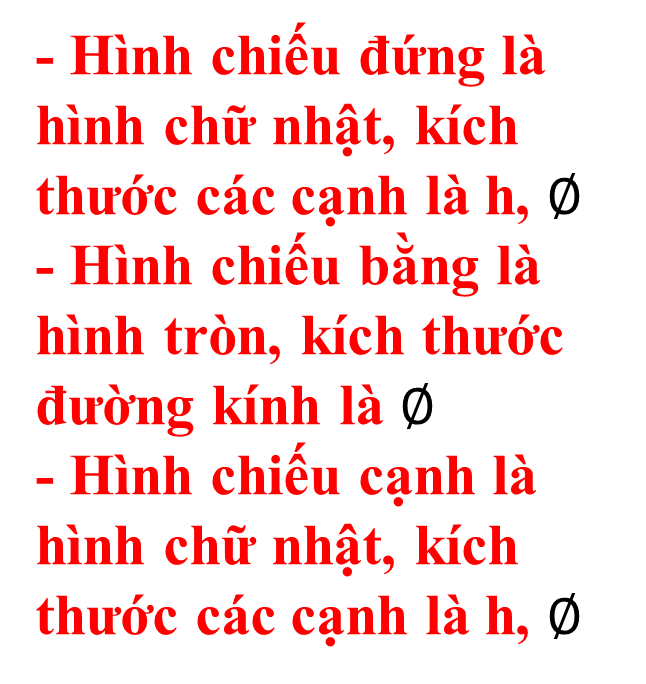 - Hình chiếu đứng là
hình chữ nhật, kích
thước các cạnh là h, Ø
- Hình chiếu bằng là
hình tròn, kích thước
đường kính là Ø
- Hình chiếu cạnh là
hình chữ nhật, kích
thước các cạnh là h, Ø